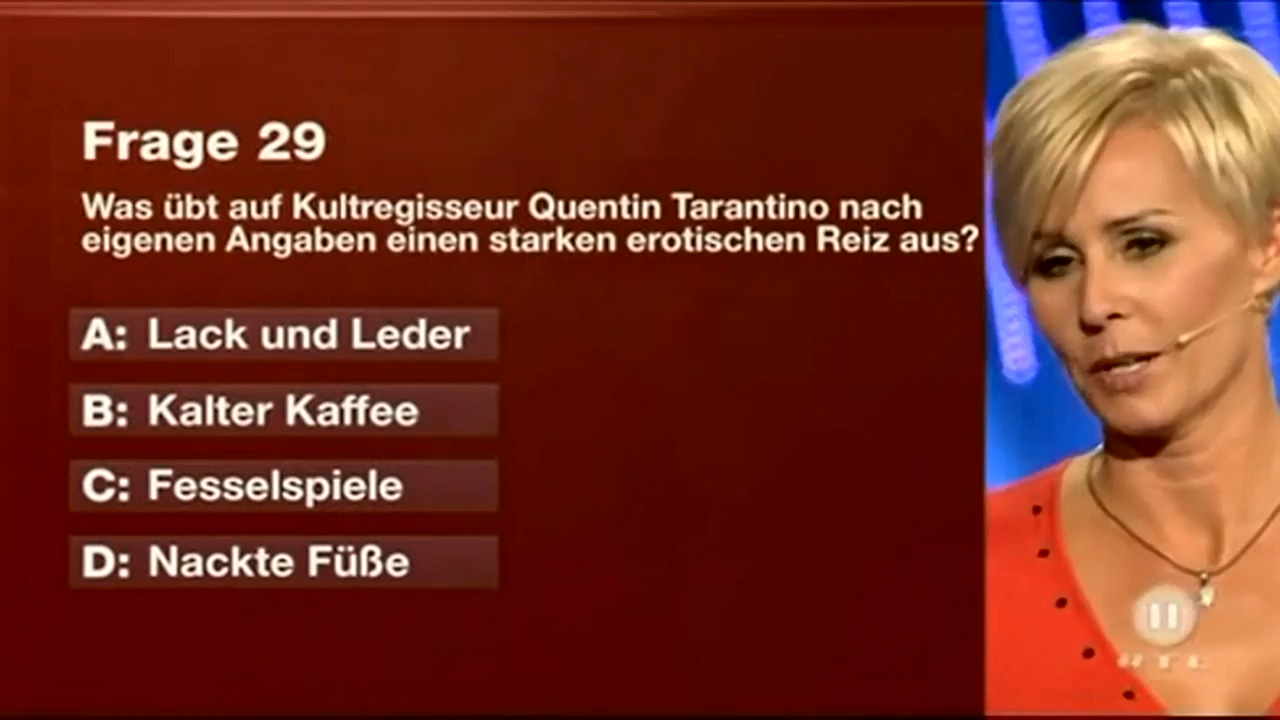 Frage 29
Was übt auf Kultregisseur Quentin Tarantino nach
eigenen Angaben einen starken erotischen Reiz aus?
A: Lack und Leder
B: Kalter Kaffee
C: Fesselspiele
D: Nackte Füße